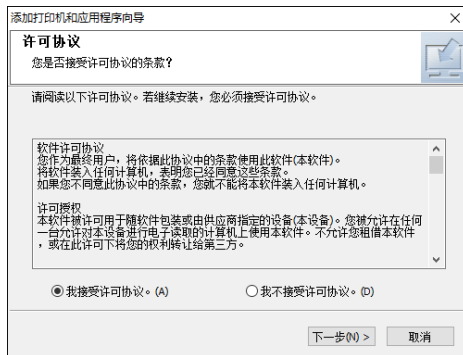 添加打印机和应用程序向导
许可协议
您是否接受许可协议的条款?
请阅读以下许可协议。若继续安装，您必须接受许可协议。
软件许可协议
您作为最终用户，将依据此协议中的条款使用此软件(本软件)。
将软件装入任何计算机，表明您已经同意这些条款。
如果您不同意此协议中的条款，您就不能将本软件装入任何计算机。
许可授权
本软件被许可用于随软件包装或由供应商指定的设备(本设备)。您被允许在任何
一台允许对本设备进行电子读取的计算机上使用本软件。不允许您租借本软件
，或在此许可下将您的权利转让给第三方。
我接受许可协议。(A) 我不接受许可协议。(D)
下一步(N) > 取消